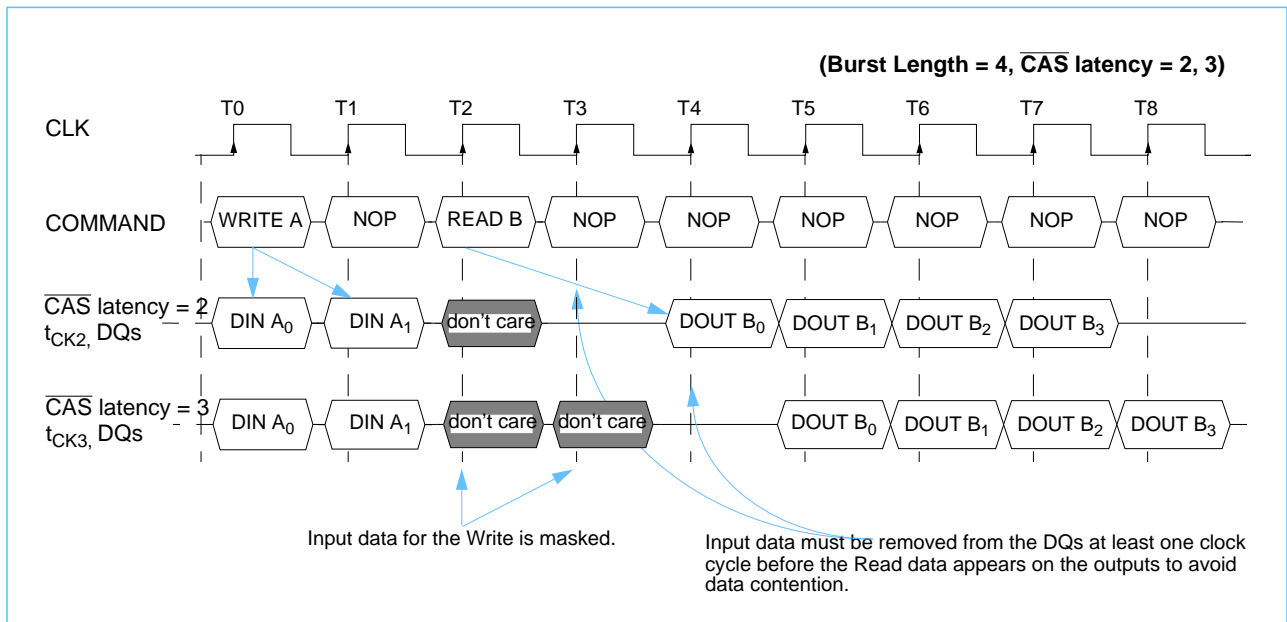 (Burst Length = 4, CAS latency = 2, 3)
T0 T1 T2 T3 T4 T5 T6 T7 T8
CLK
COMMAND WRITE A NOP READ B NOP NOP NOP NOP NOP NOP
CAS latency = 2
tCK2, DQs DIN A0 DIN A1 don't care DOUT B0 DOUT B1 DOUT B2 DOUT B3
CAS latency = 3
tCK3, DQs DIN A0 DIN A1 don't care don't care DOUT B0 DOUT B1 DOUT B2 DOUT B3
Input data for the Write is masked.
Input data must be removed from the DQs at least one clock
cycle before the Read data appears on the outputs to avoid
data contention.